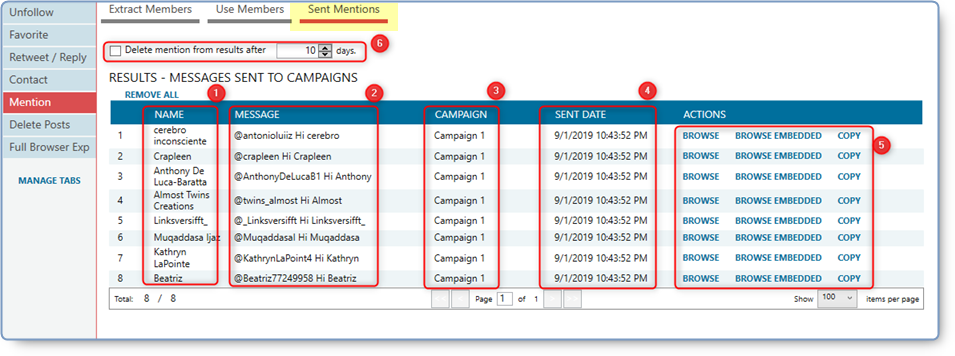 Unfollow
Favorite
Retweet / Reply
Contact
Mention
Delete Posts
Full Browser Exp
MANAGE TABS
Extract Members Use Members Sent Mentions
6
Delete mention from results after 10 days.
RESULTS - MESSAGES SENT TO CAMPAIGNS
REMOVE ALL 1 2 3 4
NAME MESSAGE CAMPAIGN SENT DATE ACTIONS
5
1 cerebro inconsciente @antonioluiiz Hi cerebro Campaign 1 9/1/2019 10:43:52 PM BROWSE BROWSE EMBEDDED COPY
2 Crapleen @crapleen Hi Crapleen Campaign 1 9/1/2019 10:43:52 PM BROWSE BROWSE EMBEDDED COPY
3 Anthony De Luca-Baratta @AnthonyDeLucaB1 Hi Anthony Campaign 1 9/1/2019 10:43:52 PM BROWSE BROWSE EMBEDDED COPY
4 Almost Twins Creations @twins_almost Hi Almost Campaign 1 9/1/2019 10:43:52 PM BROWSE BROWSE EMBEDDED COPY
5 Linksversifft_ @_Linksversifft Hi Linksversifft_ Campaign 1 9/1/2019 10:43:52 PM BROWSE BROWSE EMBEDDED COPY
6 Muqaddasa Ijaz @MuqaddasaI Hi Muqaddasa Campaign 1 9/1/2019 10:43:52 PM BROWSE BROWSE EMBEDDED COPY
7 Kathryn LaPointe @KathrynLaPoint4 Hi Kathryn Campaign 1 9/1/2019 10:43:52 PM BROWSE BROWSE EMBEDDED COPY
8 Beatriz @Beatriz77249958 Hi Beatriz Campaign 1 9/1/2019 10:43:52 PM BROWSE BROWSE EMBEDDED COPY
Total: 8 / 8 << < Page 1 of 1 > >> Show 100 items per page